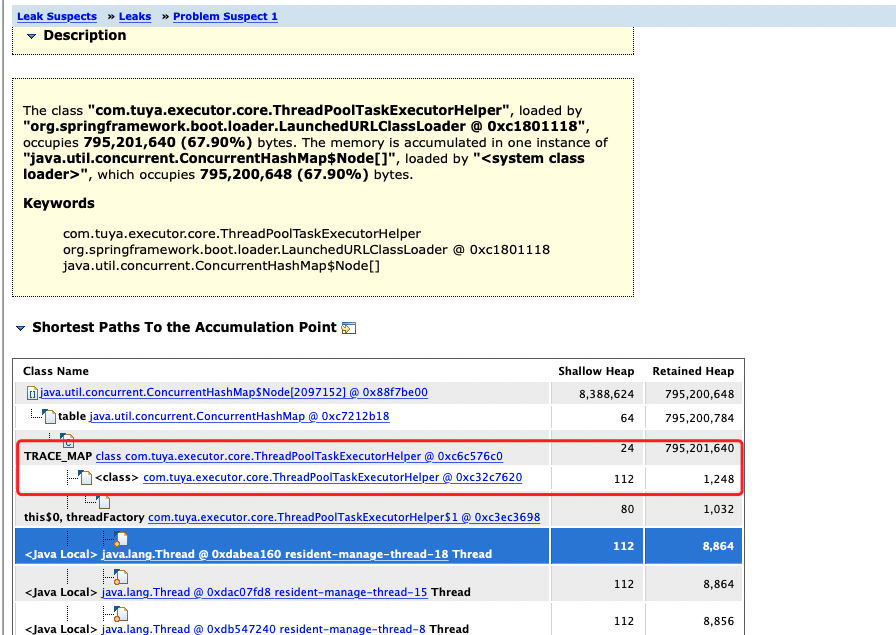 Leak Suspects » Leaks » Problem Suspect 1
Description
The class "com.tuya.executor.core.ThreadPoolTaskExecutorHelper", loaded by
"org.springframework.boot.loader.LaunchedURLClassLoader @ 0xc1801118",
occupies 795,201,640 (67.90%) bytes. The memory is accumulated in one instance of
"java.util.concurrent.ConcurrentHashMap$Node[]", loaded by "<system class
loader>", which occupies 795,200,648 (67.90%) bytes.
Keywords
com.tuya.executor.core.ThreadPoolTaskExecutorHelper
org.springframework.boot.loader.LaunchedURLClassLoader @ 0xc1801118
java.util.concurrent.ConcurrentHashMap$Node[]
Shortest Paths To the Accumulation Point
Class Name Shallow Heap Retained Heap
java.util.concurrent.ConcurrentHashMap$Node[2097152] @ 0x88f7be00 8,388,624 795,200,648
table java.util.concurrent.ConcurrentHashMap @ 0xc7212b18 64 795,200,784
TRACE_MAP class com.tuya.executor.core.ThreadPoolTaskExecutorHelper @ 0xc6c576c0 24 795,201,640
<class> com.tuya.executor.core.ThreadPoolTaskExecutorHelper @ 0xc32c7620 112 1,248
this$0, threadFactory com.tuya.executor.core.ThreadPoolTaskExecutorHelper$1 @ 0xc3ec3698 80 1,032
<Java Local> java.lang.Thread @ 0xdabea160 resident-manage-thread-18 Thread 112 8,864
<Java Local> java.lang.Thread @ 0xdac07fd8 resident-manage-thread-15 Thread 112 8,864
<Java Local> java.lang.Thread @ 0xdb547240 resident-manage-thread-8 Thread 112 8,856